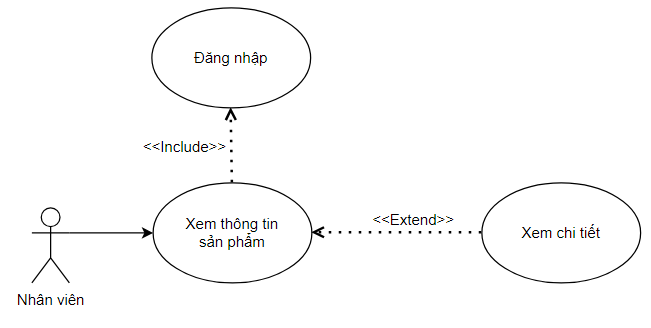 Đăng nhập
<<Include>>
Xem thông tin
sản phẩm
<<Extend>>
Xem chi tiết
Nhân viên